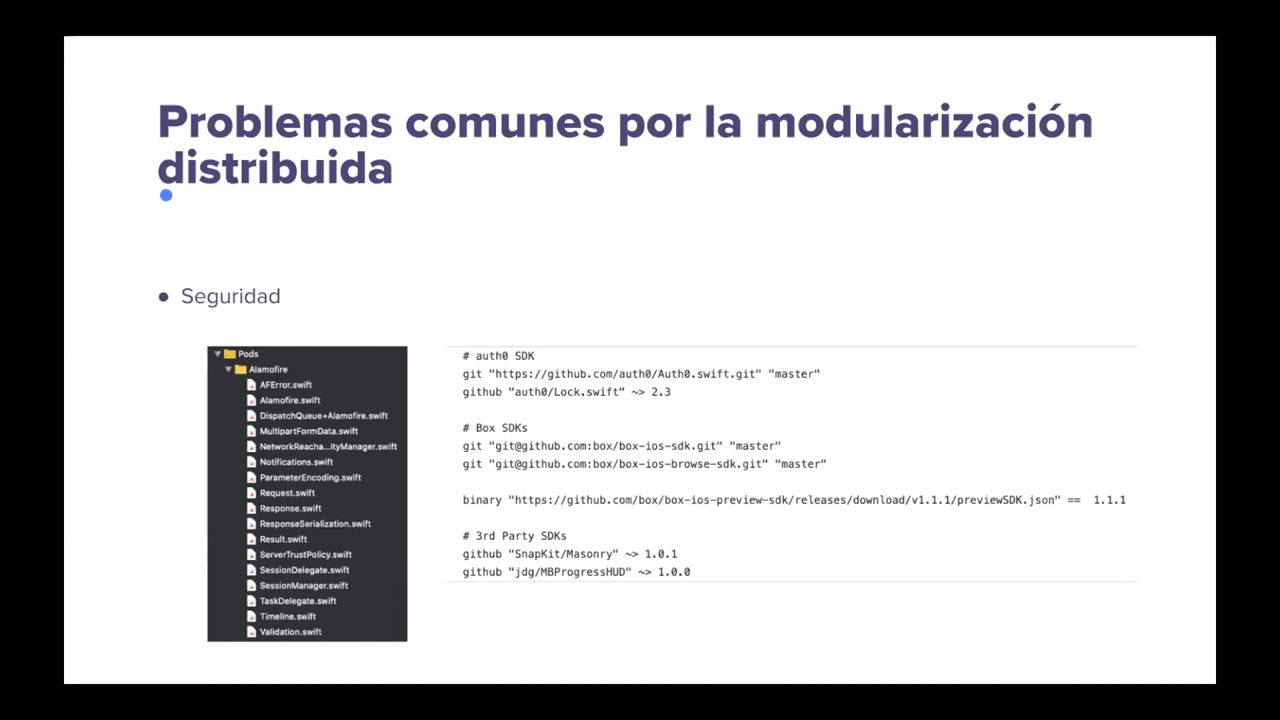 Problemas comunes por la modularización
distribuida
● Seguridad
Pods
Alamofire
AFError.swift
Alamofire.swift
DispatchQueue+Alamofire.swift
MultipartFormData.swift
NetworkReacha...ityManager.swift
Notifications.swift
ParameterEncoding.swift
Request.swift
Response.swift
ResponseSerialization.swift
Result.swift
ServerTrustPolicy.swift
SessionDelegate.swift
SessionManager.swift
TaskDelegate.swift
Timeline.swift
Validation.swift
# auth0 SDK
git "https://github.com/auth0/Auth0.swift.git" "master"
github "auth0/Lock.swift" ~> 2.3
# Box SDKs
git "git@github.com:box/box-ios-sdk.git" "master"
git "git@github.com:box/box-ios-browse-sdk.git" "master"
binary "https://github.com/box/box-ios-preview-sdk/releases/download/v1.1.1/previewSDK.json" == 1.1.1
# 3rd Party SDKs
github "SnapKit/Masonry" ~> 1.0.1
github "jdg/MBProgressHUD" ~> 1.0.0